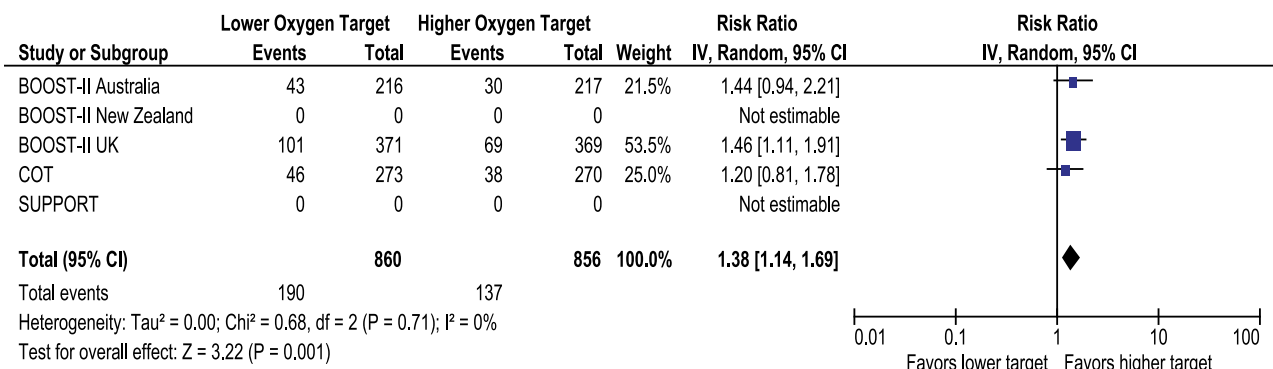 Lower Oxygen Target Higher Oxygen Target Risk Ratio Risk Ratio
Study or Subgroup Events Total Events Total Weight IV, Random, 95% CI IV, Random, 95% CI
BOOST-II Australia 43 216 30 217 21.5% 1.44 [0.94, 2.21]
BOOST-II New Zealand 0 0 0 0 Not estimable
BOOST-II UK 101 371 69 369 53.5% 1.46 [1.11, 1.91]
COT 46 273 38 270 25.0% 1.20 [0.81, 1.78]
SUPPORT 0 0 0 0 Not estimable
Total (95% CI) 860 856 100.0% 1.38 [1.14, 1.69]
Total events 190 137
Heterogeneity: Tau² = 0.00; Chi² = 0.68, df = 2 (P = 0.71); I² = 0%
Test for overall effect: Z = 3.22 (P = 0.001)
0.01 0.1 1 10 100
Favors lower target Favors higher target